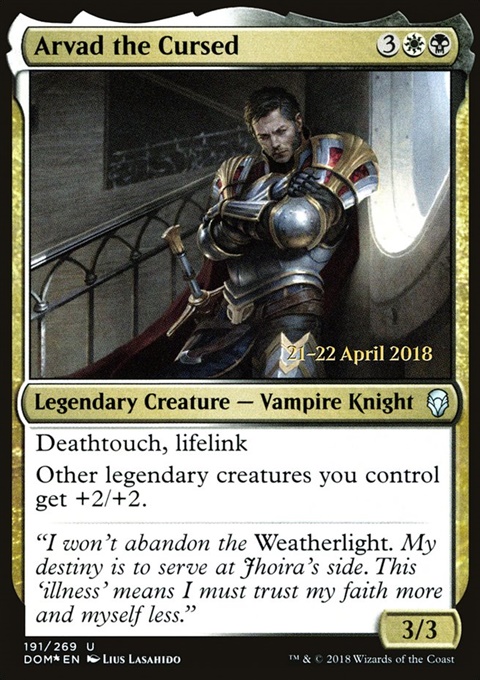 Arvad the Cursed 3
21–22 April 2018
Legendary Creature — Vampire Knight
Deathtouch, lifelink
Other legendary creatures you control
get +2/+2.
“I won’t abandon the Weatherlight. My
destiny is to serve at Jhoira’s side. This
‘illness’ means I must trust my faith more
and myself less.”
3/3
191/269 U
DOM★EN Lius Lasahido
™ & © 2018 Wizards of the Coast